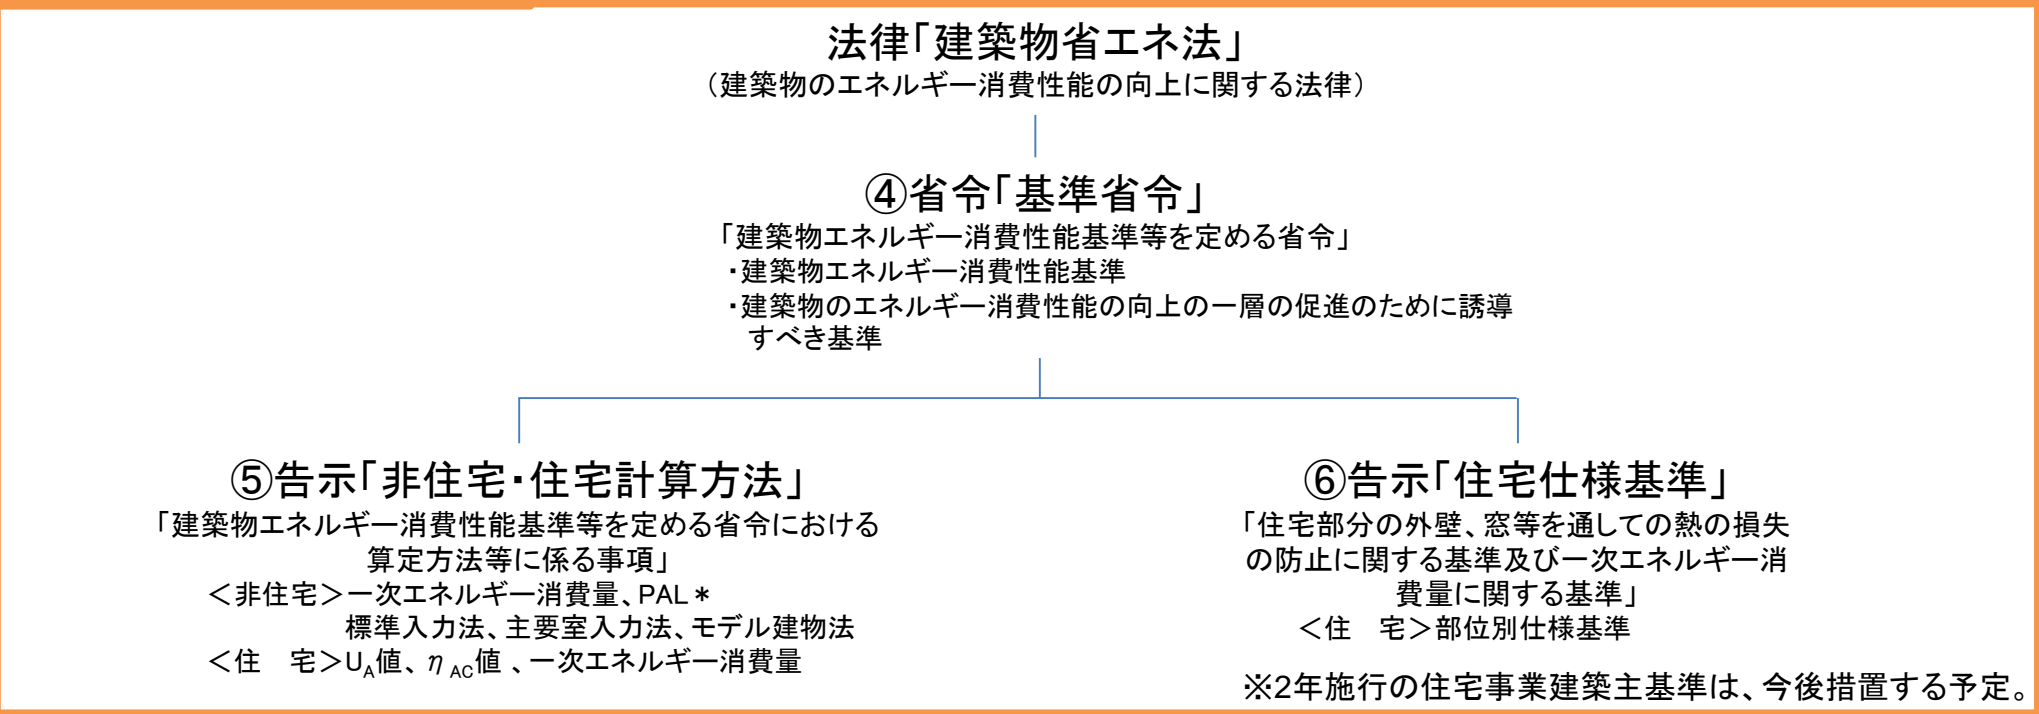 法律「建築物省エネ法」
（建築物のエネルギー消費性能の向上に関する法律）
④省令「基準省令」
「建築物エネルギー消費性能基準等を定める省令」
・建築物エネルギー消費性能基準
・建築物のエネルギー消費性能の向上の一層の促進のために誘導
すべき基準
⑤告示「非住宅・住宅計算方法」
「建築物エネルギー消費性能基準等を定める省令における
算定方法等に係る事項」
＜非住宅＞一次エネルギー消費量、PAL＊
標準入力法、主要室入力法、モデル建物法
＜住　宅＞UA値、ηAC値 、一次エネルギー消費量
⑥告示「住宅仕様基準」
「住宅部分の外壁、窓等を通しての熱の損失
の防止に関する基準及び一次エネルギー消
費量に関する基準」
＜住　宅＞部位別仕様基準
※2年施行の住宅事業建築主基準は、今後措置する予定。